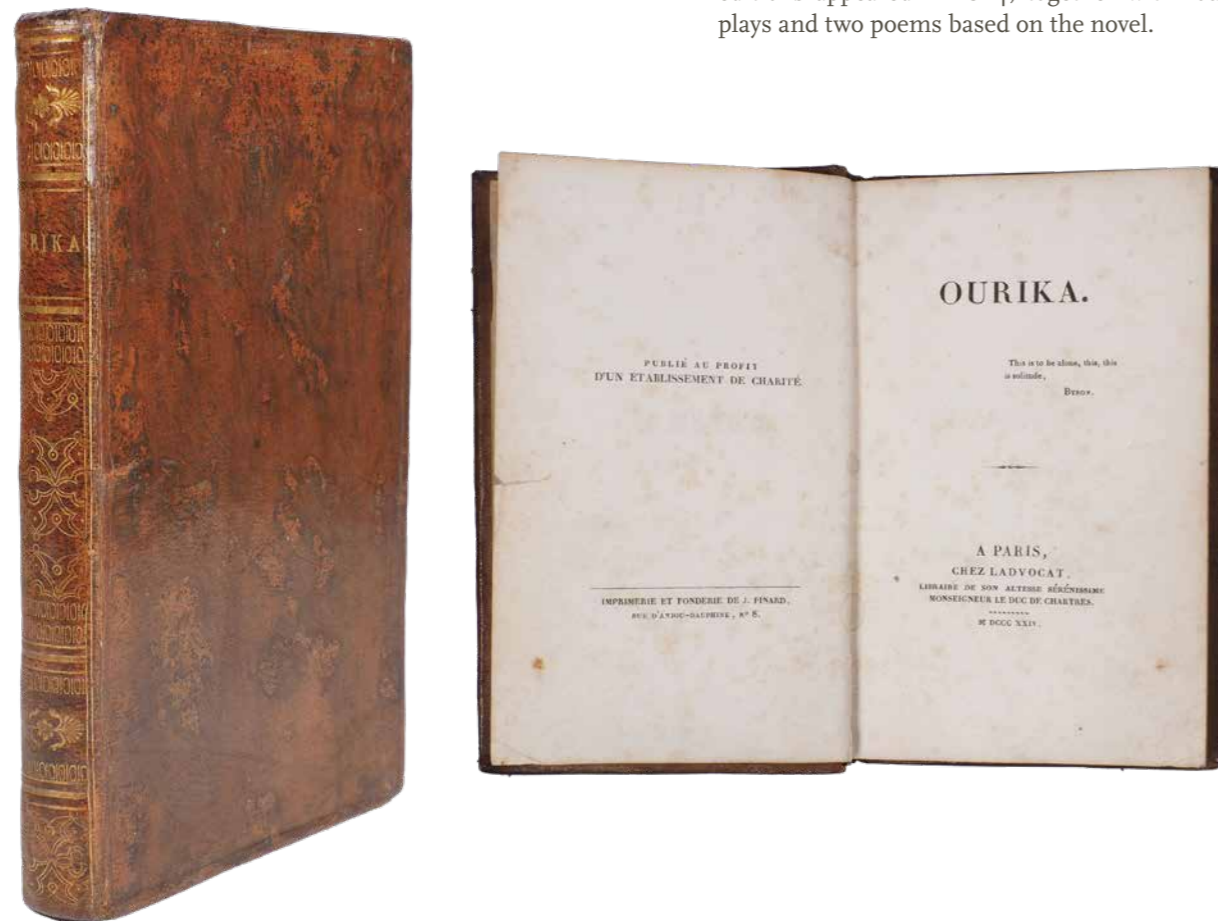 plays and two poems based on the novel.
RIKA
PUBLIÉ AU PROFIT
D'UN ÉTABLISSEMENT DE CHARITÉ
IMPRIMERIE ET FONDERIE DE J. PINARD,
RUE D'ANJOU-DAUPHINE, Nº 8.
OURIKA.
This is to be alone, this, this
is solitude,
BYRON.
A PARIS,
CHEZ LADVOCAT,
LIBRAIRE DE SON ALTESSE SÉRÉNISSIME
MONSEIGNEUR LE DUC DE CHARTRES.
M DCCC XXIV.